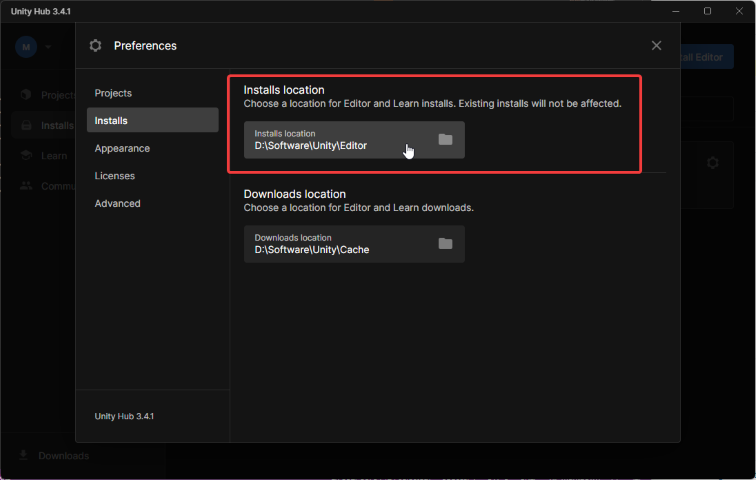 Unity Hub 3.4.1
M
Preferences
Install Editor
Projects
Installs
Learn
Projects
Installs
Appearance
Licenses
Advanced
Unity Hub 3.4.1
Installs location
Choose a location for Editor and Learn installs. Existing installs will not be affected.
Installs location
D:\Software\Unity\Editor
Downloads location
Choose a location for Editor and Learn downloads.
Downloads location
D:\Software\Unity\Cache
Downloads